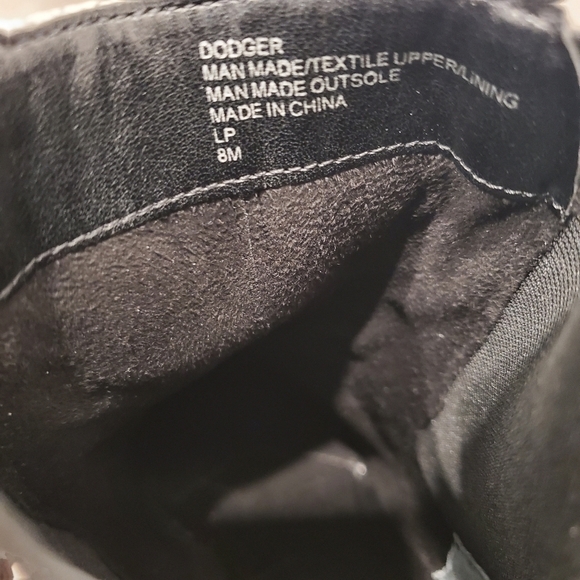 DODGER
MAN MADE/TEXTILE UPPER/LINING
MAN MADE OUTSOLE
MADE IN CHINA
LP
8M